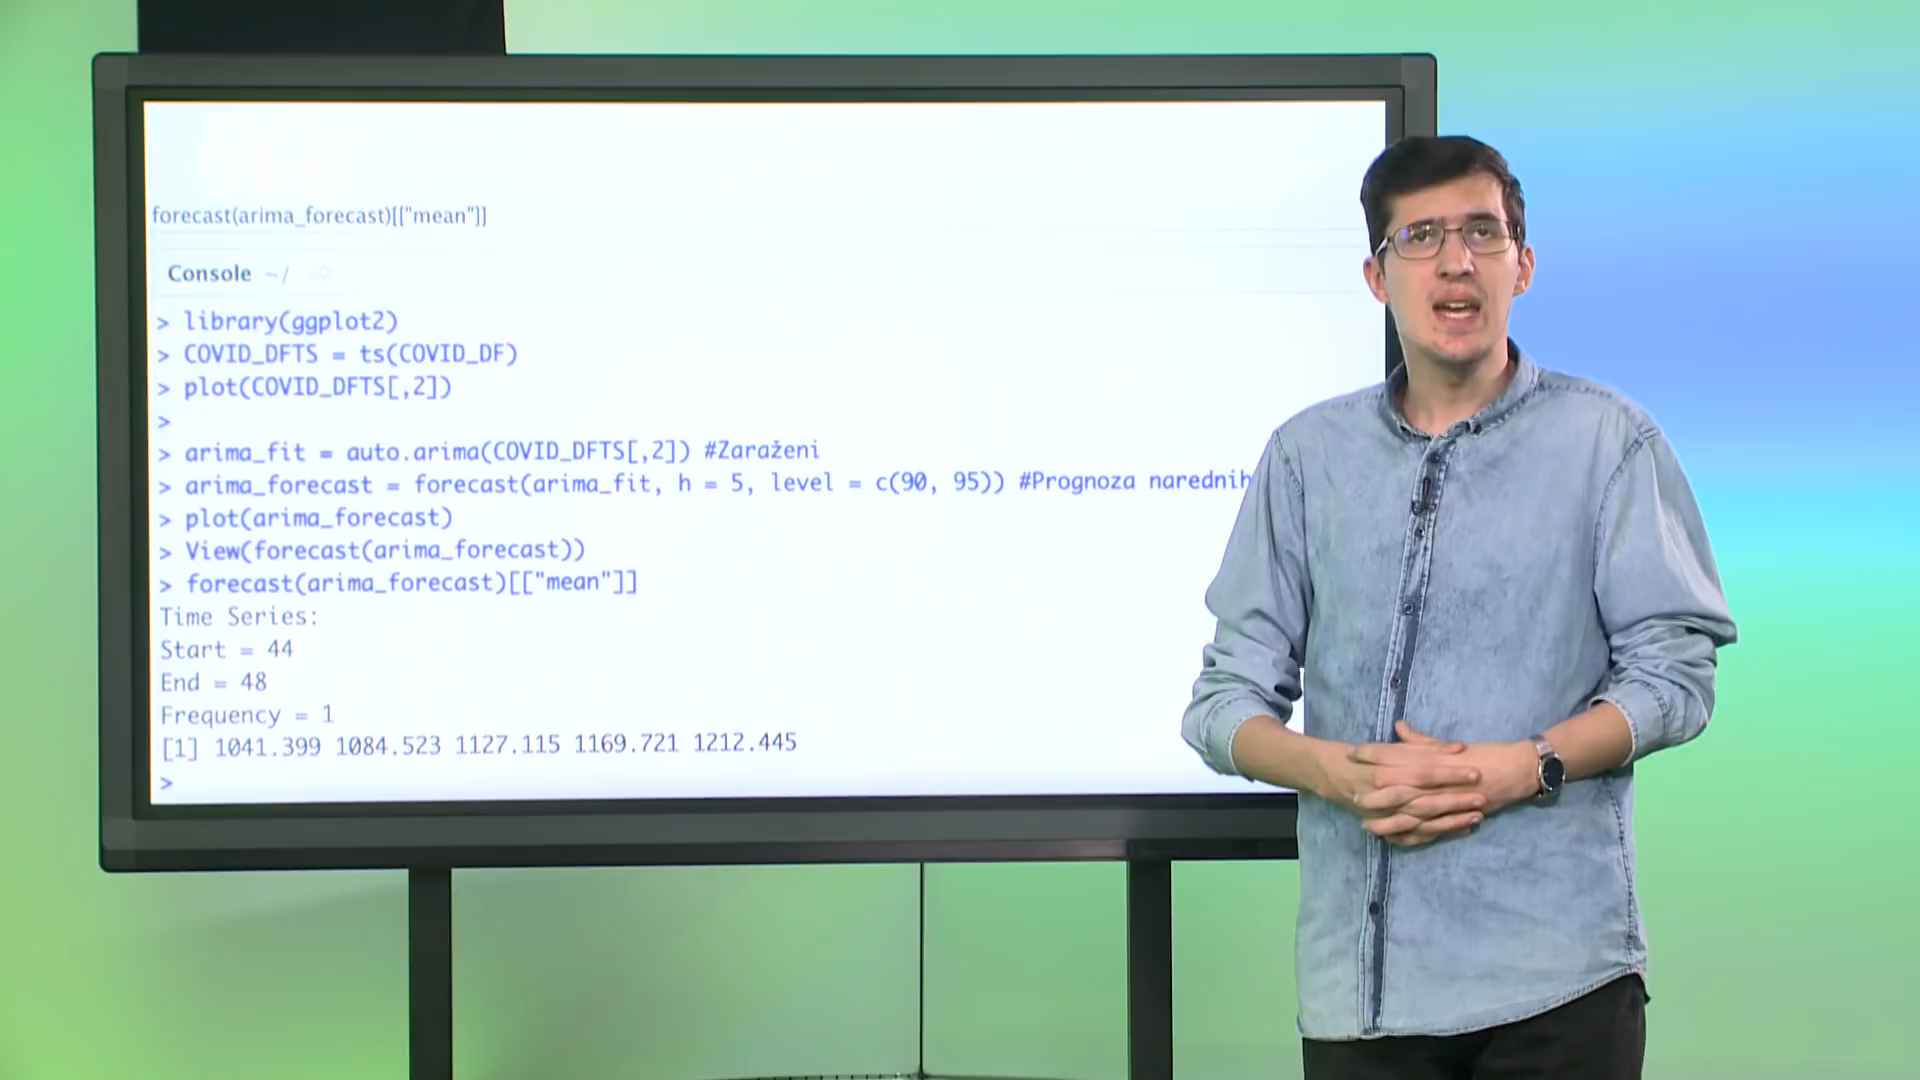 forecast(arima_forecast)[["mean"]]
Console ~/
> library(ggplot2)
> COVID_DFTS = ts(COVID_DF)
> plot(COVID_DFTS[,2])
>
> arima_fit = auto.arima(COVID_DFTS[,2]) #Zaraženi
> arima_forecast = forecast(arima_fit, h = 5, level = c(90, 95)) #Prognoza narednih
> plot(arima_forecast)
> View(forecast(arima_forecast))
> forecast(arima_forecast)[["mean"]]
Time Series:
Start = 44
End = 48
Frequency = 1
[1] 1041.399 1084.523 1127.115 1169.721 1212.445
>